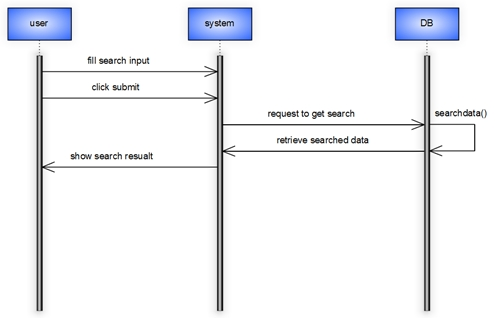 user
system
DB
fill search input
click submit
request to get search
searchdata()
retrieve searched data
show search resualt